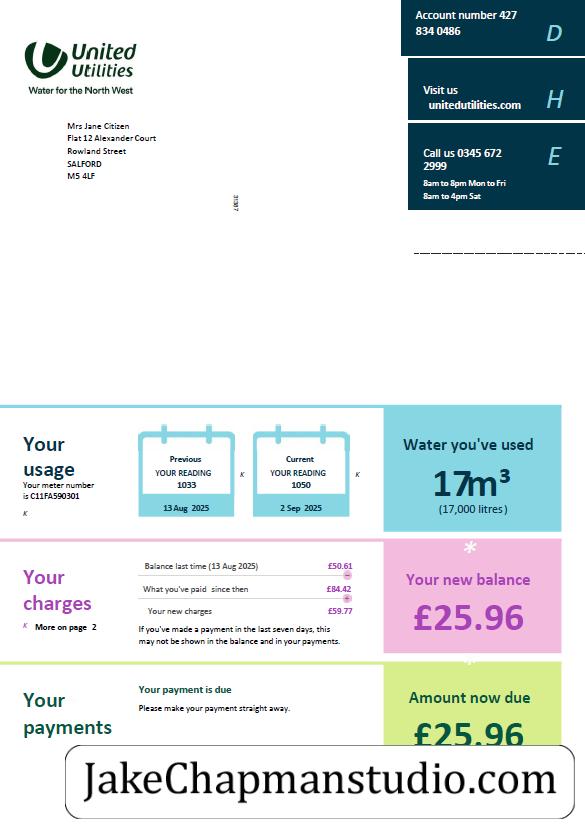 United
Utilities
Water for the North West
Account number 427
834 0486
D
Visit us
unitedutilities.com
H
Call us 0345 672
2999
E
8am to 8pm Mon to Fri
8am to 4pm Sat
Mrs Jane Citizen
Flat 12 Alexander Court
Rowland Street
SALFORD
M5 4LF
31387
Your
usage
Your meter number
is C11FA590301
K
Previous
YOUR READING
1033
13 Aug 2025
K
Current
YOUR READING
1050
2 Sep 2025
K
Water you've used
17m³
(17,000 litres)
Your
charges
K More on page 2
Balance last time (13 Aug 2025) £50.61
–
What you've paid since then £84.42
+
Your new charges £59.77
If you've made a payment in the last seven days, this
may not be shown in the balance and in your payments.
*
Your new balance
£25.96
Your
payments
Your payment is due
Please make your payment straight away.
Amount now due
£25.96
JakeChapmanstudio.com